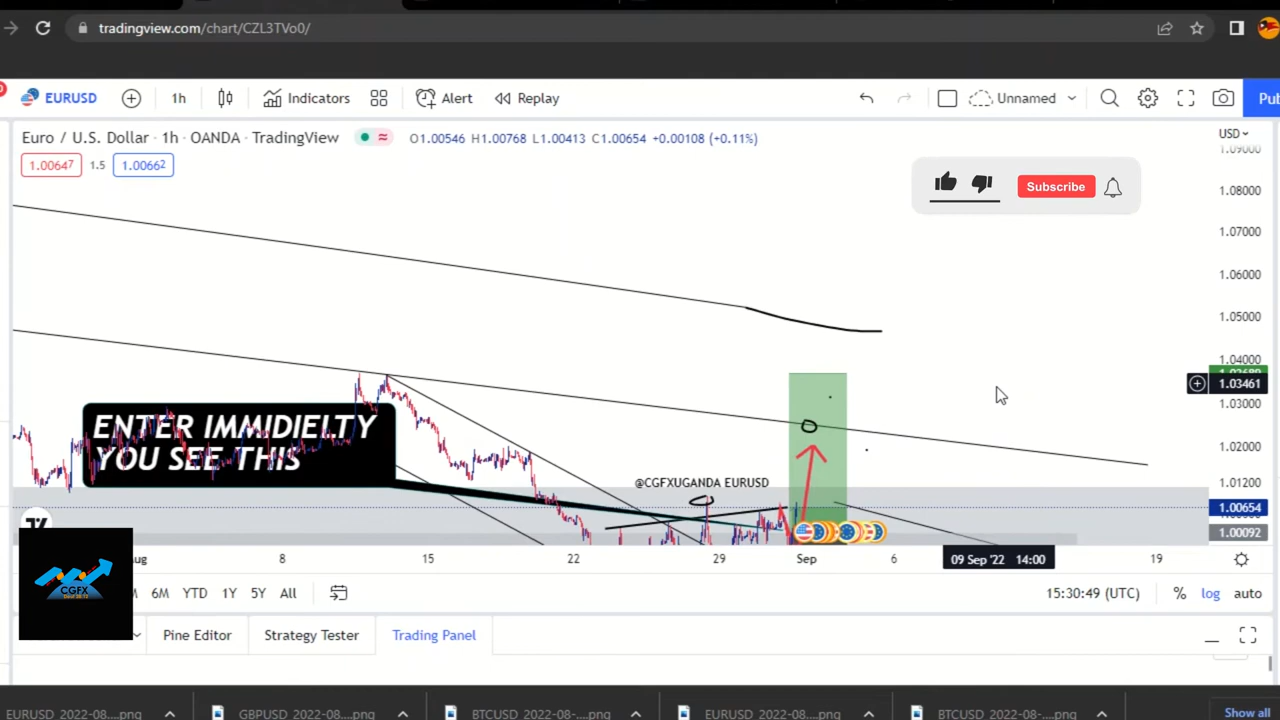 tradingview.com/chart/CZL3TVo0/
EURUSD 1h Indicators Alert Replay Unnamed Pu
Euro / U.S. Dollar · 1h · OANDA · TradingView O1.00546 H1.00768 L1.00413 C1.00654 +0.00108 (+0.11%)
USD
1.09000
1.00647 1.5 1.00662
Subscribe
1.08000
1.07000
1.06000
1.05000
1.04000
1.03461
1.03000
ENTER IMMIDIELTY
YOU SEE THIS
1.02000
@CGFXUGANDA EURUSD
1.01200
1.00654
1.00092
8 15 22 29 Sep 6 09 Sep '22 14:00 19
CGFX
6M YTD 1Y 5Y All 15:30:49 (UTC) % log auto
Pine Editor Strategy Tester Trading Panel
EURUSD_2022-08....png GBPUSD_2022-08....png BTCUSD_2022-08-....png EURUSD_2022-08....png BTCUSD_2022-08-....png Show all